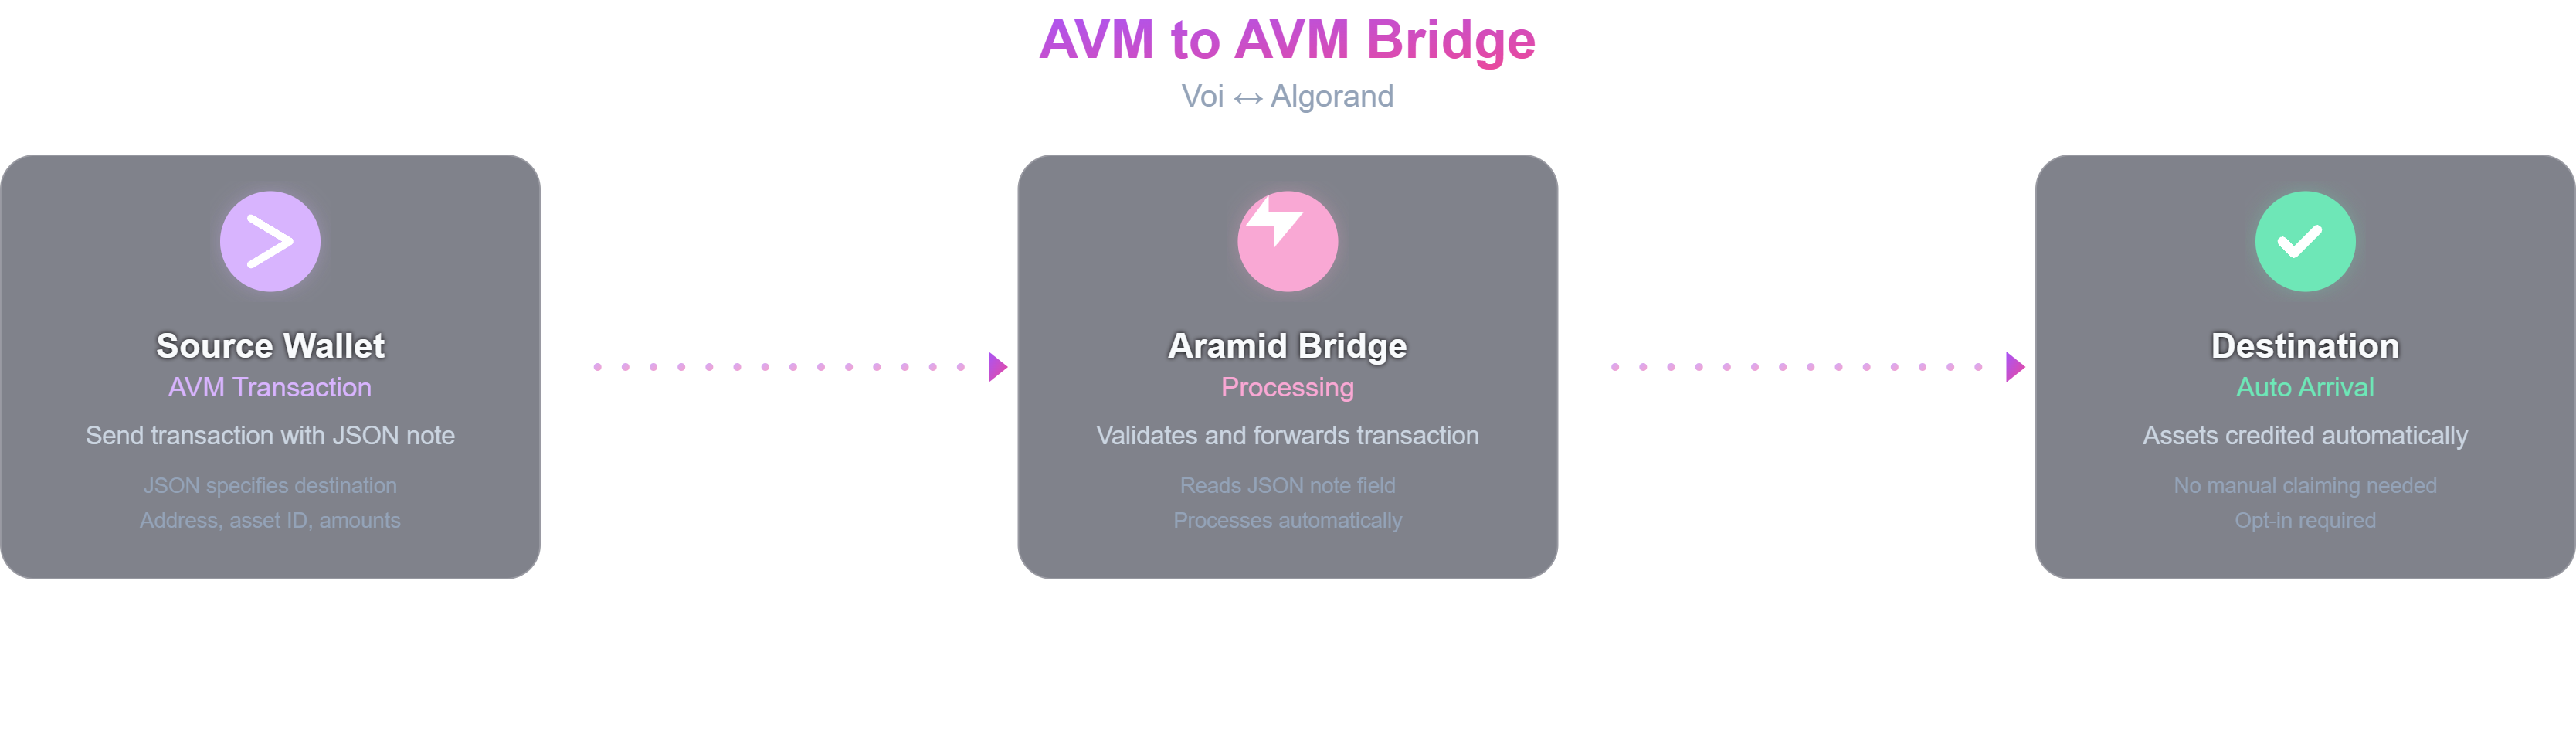 AVM to AVM Bridge
Voi ↔ Algorand
Source Wallet
AVM Transaction
Send transaction with JSON note
JSON specifies destination
Address, asset ID, amounts
Aramid Bridge
Processing
Validates and forwards transaction
Reads JSON note field
Processes automatically
Destination
Auto Arrival
Assets credited automatically
No manual claiming needed
Opt-in required